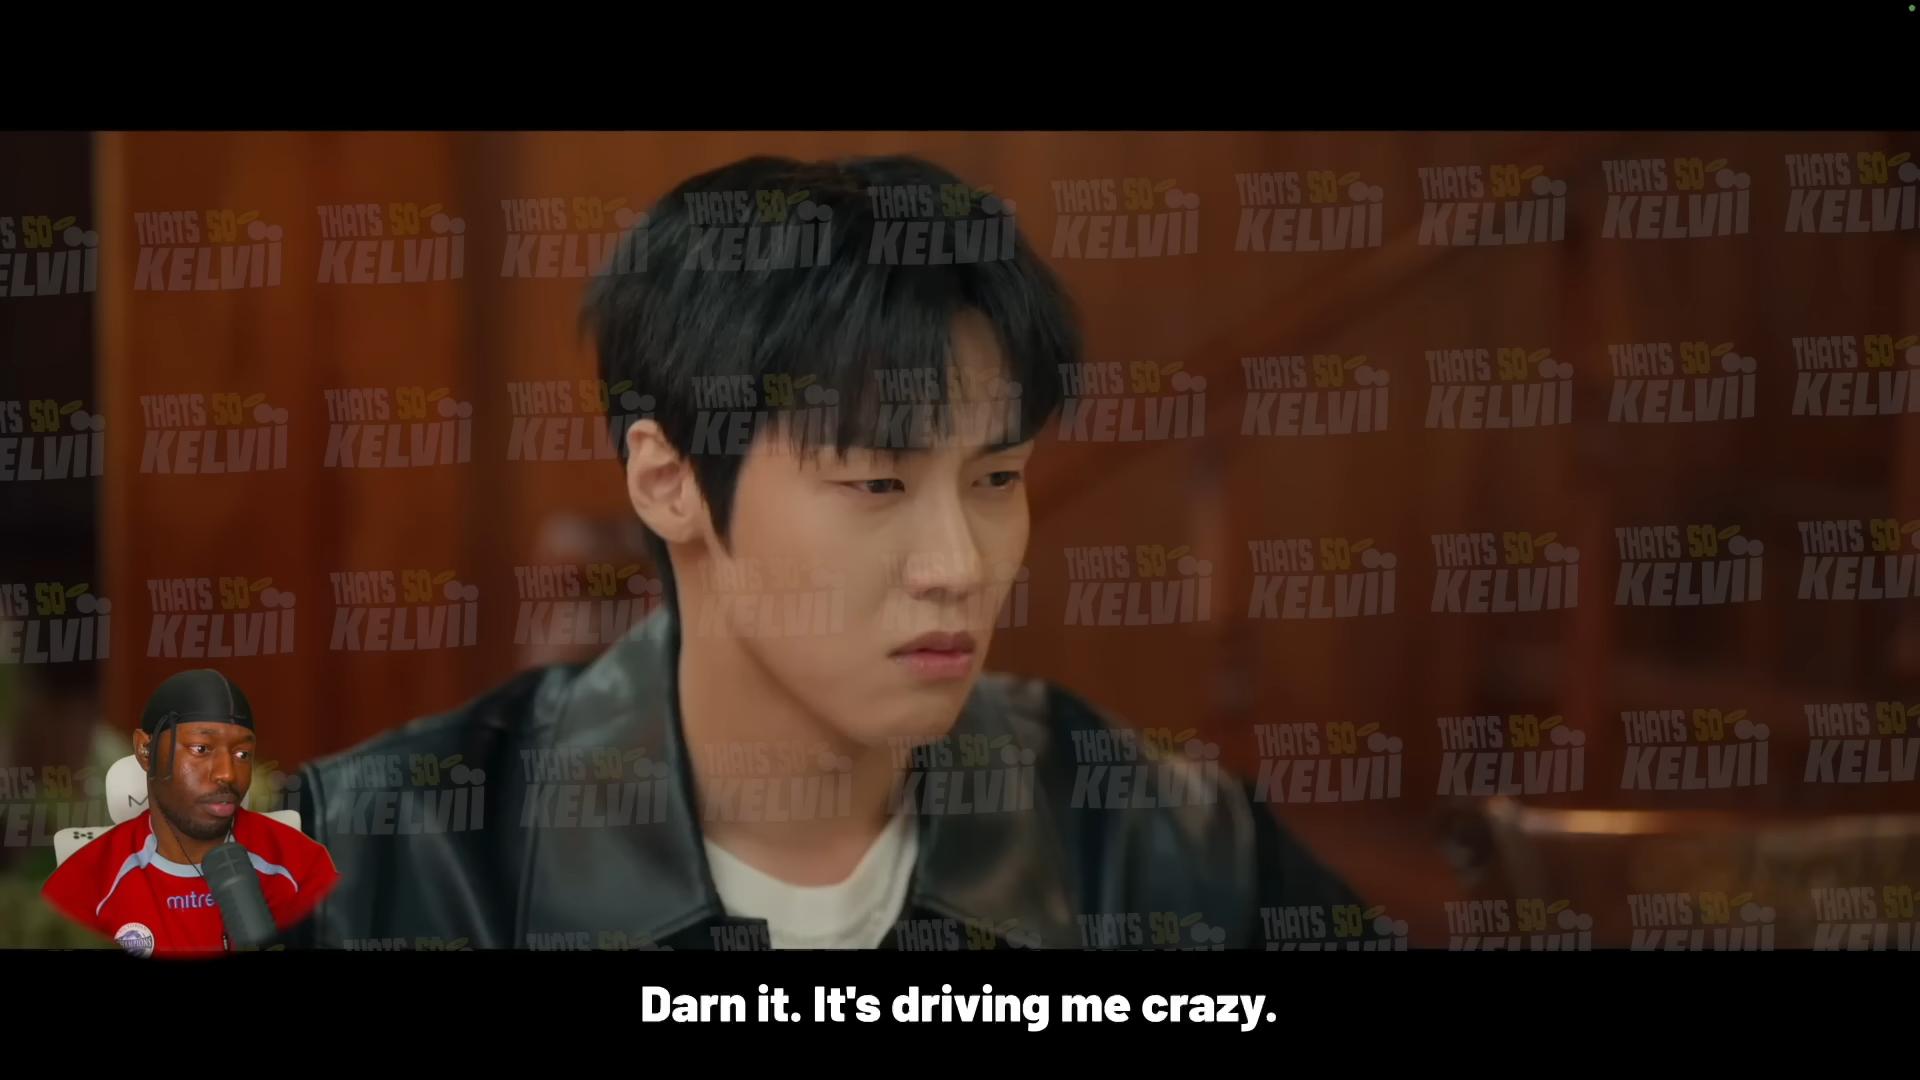 THATS SO
KELVII
mitre
M
Darn it. It's driving me crazy.